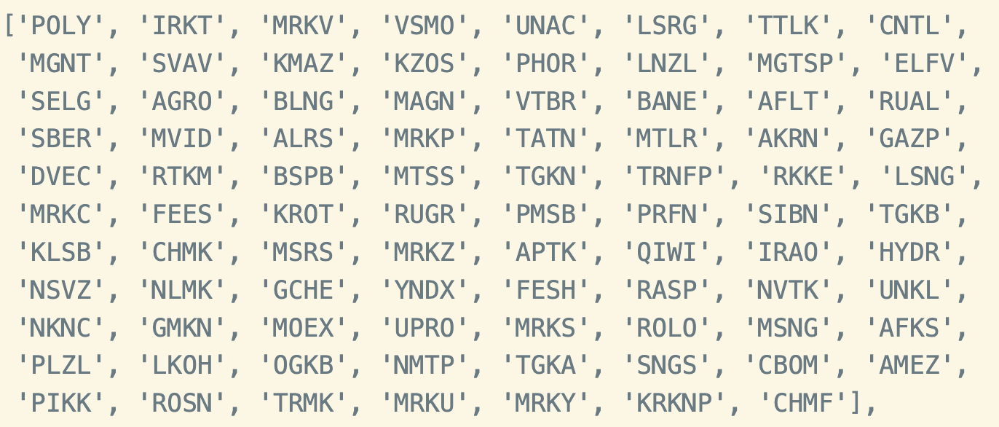 ['POLY', 'IRKT', 'MRKV', 'VSMO', 'UNAC', 'LSRG', 'TTLK', 'CNTL',
'MGNT', 'SVAV', 'KMAZ', 'KZOS', 'PHOR', 'LNZL', 'MGTSP', 'ELFV',
'SELG', 'AGRO', 'BLNG', 'MAGN', 'VTBR', 'BANE', 'AFLT', 'RUAL',
'SBER', 'MVID', 'ALRS', 'MRKP', 'TATN', 'MTLR', 'AKRN', 'GAZP',
'DVEC', 'RTKM', 'BSPB', 'MTSS', 'TGKN', 'TRNFP', 'RKKE', 'LSNG',
'MRKC', 'FEES', 'KROT', 'RUGR', 'PMSB', 'PRFN', 'SIBN', 'TGKB',
'KLSB', 'CHMK', 'MSRS', 'MRKZ', 'APTK', 'QIWI', 'IRAO', 'HYDR',
'NSVZ', 'NLMK', 'GCHE', 'YNDX', 'FESH', 'RASP', 'NVTK', 'UNKL',
'NKNC', 'GMKN', 'MOEX', 'UPRO', 'MRKS', 'ROLO', 'MSNG', 'AFKS',
'PLZL', 'LKOH', 'OGKB', 'NMTP', 'TGKA', 'SNGS', 'CBOM', 'AMEZ',
'PIKK', 'ROSN', 'TRMK', 'MRKU', 'MRKY', 'KRKNP', 'CHMF'],